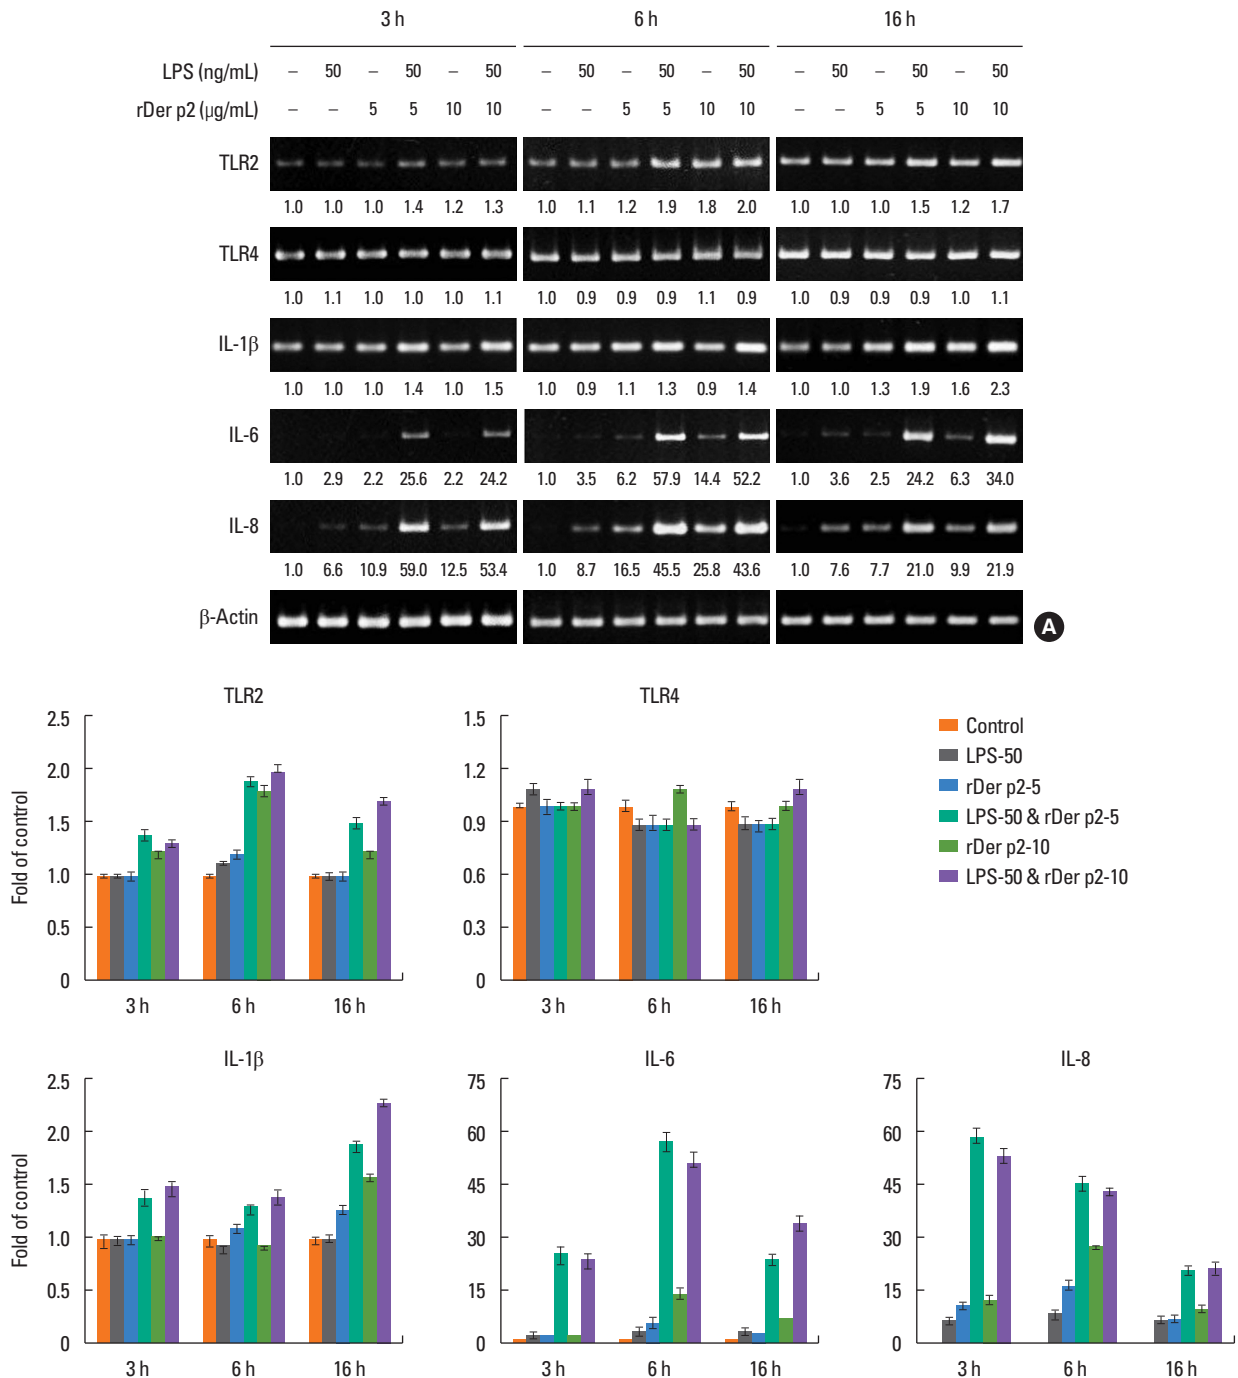 3 h 6 h 16 h
LPS (ng/mL) – 50 – 50 – 50 – 50 – 50 – 50 – 50 – 50 – 50
rDer p2 (μg/mL) – – 5 5 10 10 – – 5 5 10 10 – – 5 5 10 10
TLR2
1.0 1.0 1.0 1.4 1.2 1.3 1.0 1.1 1.2 1.9 1.8 2.0 1.0 1.0 1.0 1.5 1.2 1.7
TLR4
1.0 1.1 1.0 1.0 1.0 1.1 1.0 0.9 0.9 0.9 1.1 0.9 1.0 0.9 0.9 0.9 1.0 1.1
IL-1β
1.0 1.0 1.0 1.4 1.0 1.5 1.0 0.9 1.1 1.3 0.9 1.4 1.0 1.0 1.3 1.9 1.6 2.3
IL-6
1.0 2.9 2.2 25.6 2.2 24.2 1.0 3.5 6.2 57.9 14.4 52.2 1.0 3.6 2.5 24.2 6.3 34.0
IL-8
1.0 6.6 10.9 59.0 12.5 53.4 1.0 8.7 16.5 45.5 25.8 43.6 1.0 7.6 7.7 21.0 9.9 21.9
β-Actin
A
TLR2
Fold of control
2.5
2.0
1.5
1.0
0.5
0
3 h 6 h 16 h
TLR4
1.5
1.2
0.9
0.6
0.3
0
3 h 6 h 16 h
Control
LPS-50
rDer p2-5
LPS-50 & rDer p2-5
rDer p2-10
LPS-50 & rDer p2-10
IL-1β
Fold of control
2.5
2.0
1.5
1.0
0.5
0
3 h 6 h 16 h
IL-6
75
60
45
30
15
0
3 h 6 h 16 h
IL-8
75
60
45
30
15
0
3 h 6 h 16 h